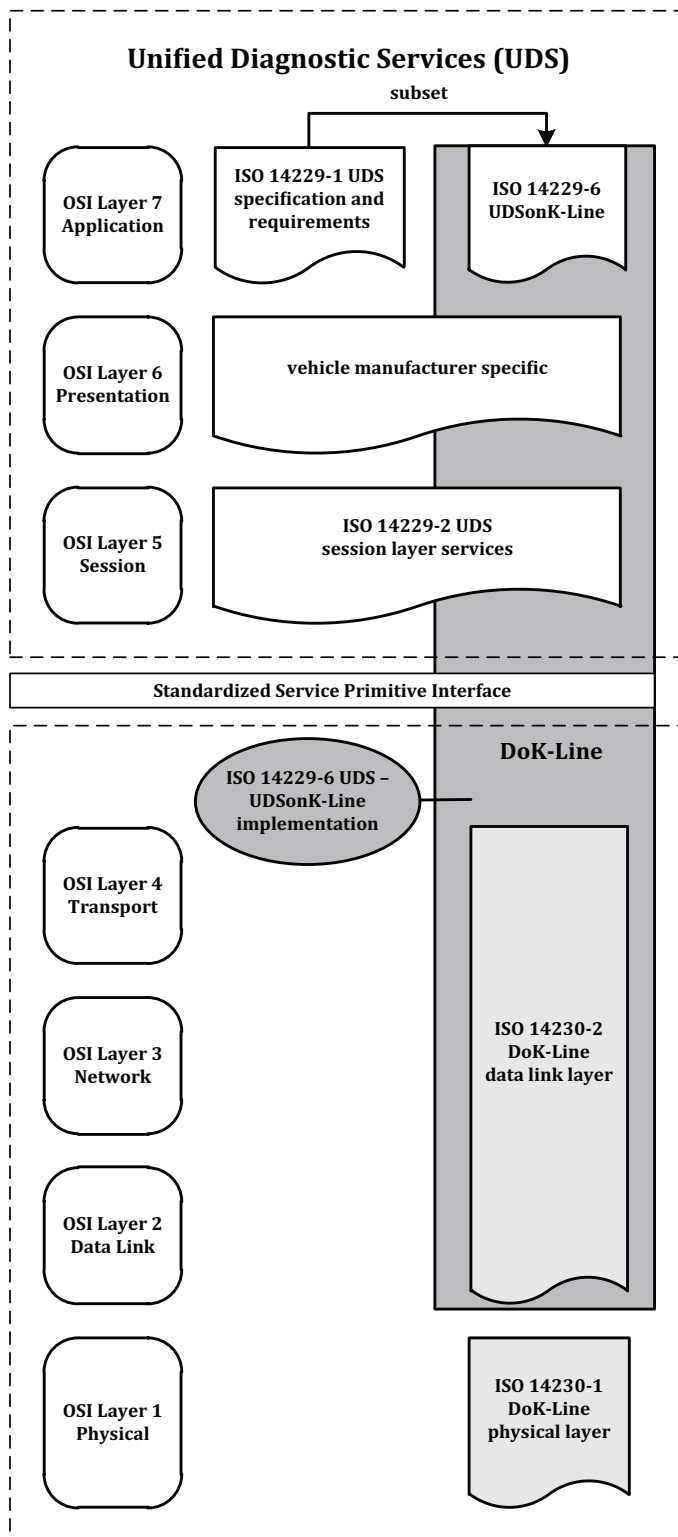 Unified Diagnostic Services (UDS)
subset
OSI Layer 7
Application
ISO 14229-1 UDS
specification and
requirements
ISO 14229-6
UDSonK-Line
OSI Layer 6
Presentation
vehicle manufacturer specific
OSI Layer 5
Session
ISO 14229-2 UDS
session layer services
Standardized Service Primitive Interface
DoK-Line
ISO 14229-6 UDS –
UDSonK-Line
implementation
OSI Layer 4
Transport
OSI Layer 3
Network
ISO 14230-2
DoK-Line
data link layer
OSI Layer 2
Data Link
OSI Layer 1
Physical
ISO 14230-1
DoK-Line
physical layer